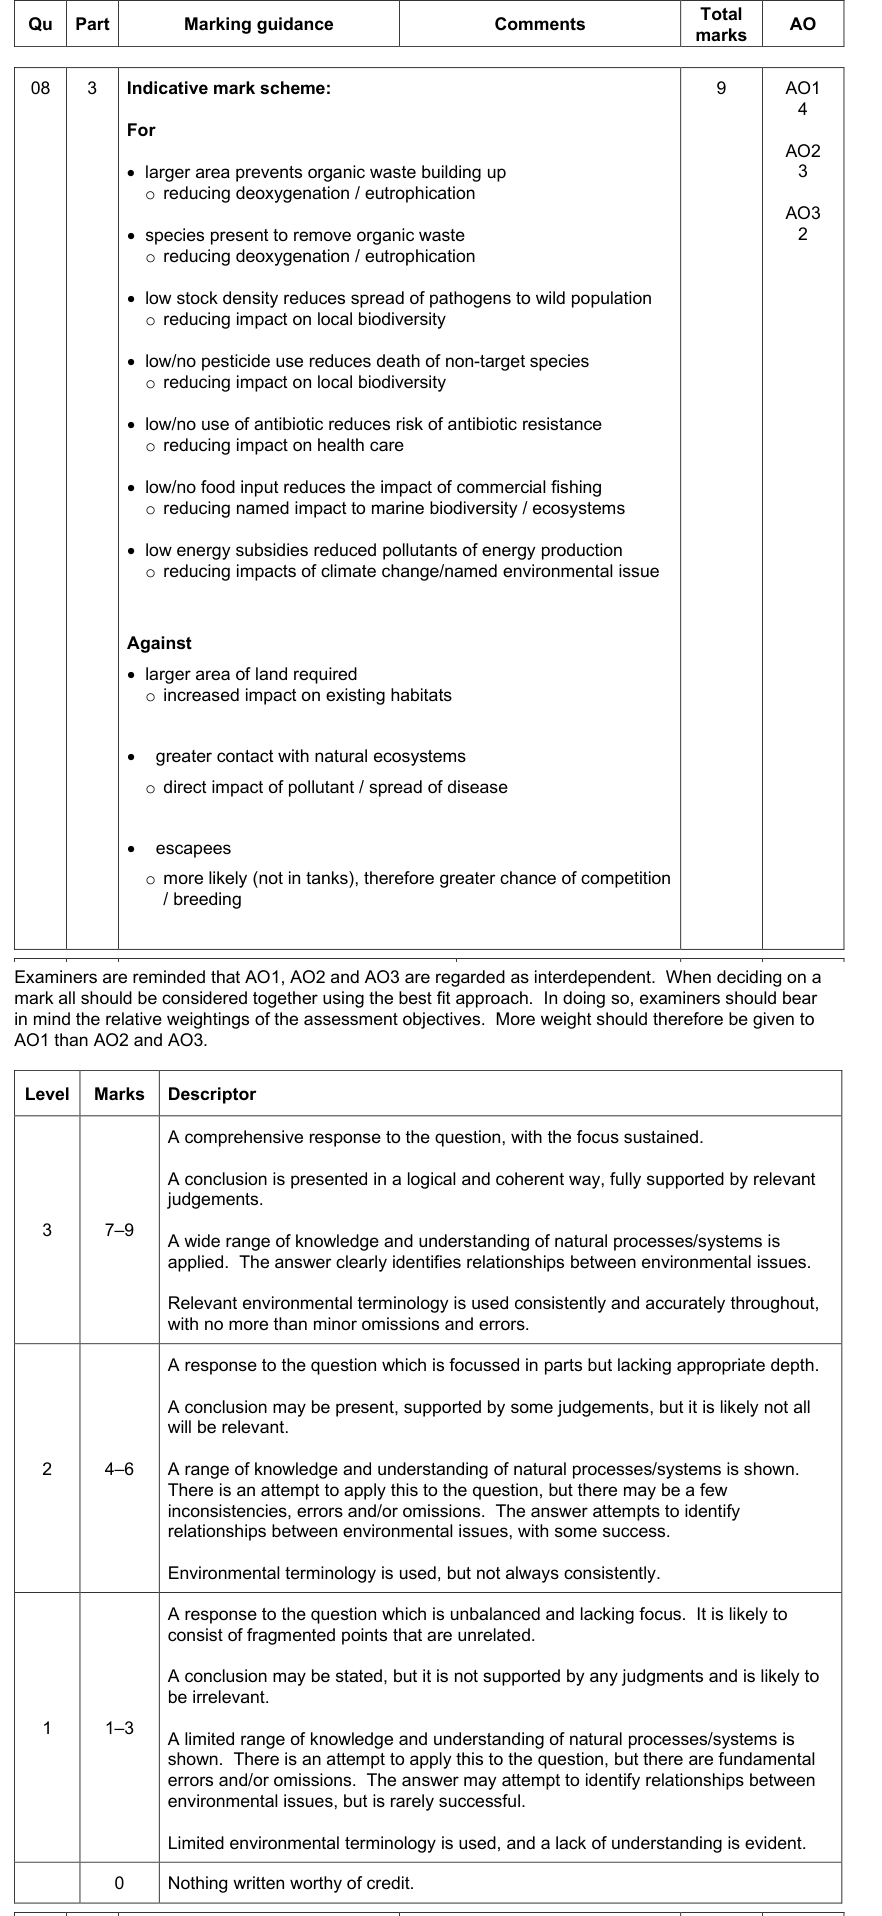 Qu Part Marking guidance Comments Total marks AO
08 3 Indicative mark scheme: 9 AO1
4
For
AO2
3
• larger area prevents organic waste building up
○ reducing deoxygenation / eutrophication
AO3
2
• species present to remove organic waste
○ reducing deoxygenation / eutrophication
• low stock density reduces spread of pathogens to wild population
○ reducing impact on local biodiversity
• low/no pesticide use reduces death of non-target species
○ reducing impact on local biodiversity
• low/no use of antibiotic reduces risk of antibiotic resistance
○ reducing impact on health care
• low/no food input reduces the impact of commercial fishing
○ reducing named impact to marine biodiversity / ecosystems
• low energy subsidies reduced pollutants of energy production
○ reducing impacts of climate change/named environmental issue
Against
• larger area of land required
○ increased impact on existing habitats
• greater contact with natural ecosystems
○ direct impact of pollutant / spread of disease
• escapees
○ more likely (not in tanks), therefore greater chance of competition
/ breeding
Examiners are reminded that AO1, AO2 and AO3 are regarded as interdependent. When deciding on a
mark all should be considered together using the best fit approach. In doing so, examiners should bear
in mind the relative weightings of the assessment objectives. More weight should therefore be given to
AO1 than AO2 and AO3.
Level Marks Descriptor
3 7–9
A comprehensive response to the question, with the focus sustained.
A conclusion is presented in a logical and coherent way, fully supported by relevant
judgements.
A wide range of knowledge and understanding of natural processes/systems is
applied. The answer clearly identifies relationships between environmental issues.
Relevant environmental terminology is used consistently and accurately throughout,
with no more than minor omissions and errors.
2 4–6
A response to the question which is focussed in parts but lacking appropriate depth.
A conclusion may be present, supported by some judgements, but it is likely not all
will be relevant.
A range of knowledge and understanding of natural processes/systems is shown.
There is an attempt to apply this to the question, but there may be a few
inconsistencies, errors and/or omissions. The answer attempts to identify
relationships between environmental issues, with some success.
Environmental terminology is used, but not always consistently.
1 1–3
A response to the question which is unbalanced and lacking focus. It is likely to
consist of fragmented points that are unrelated.
A conclusion may be stated, but it is not supported by any judgments and is likely to
be irrelevant.
A limited range of knowledge and understanding of natural processes/systems is
shown. There is an attempt to apply this to the question, but there are fundamental
errors and/or omissions. The answer may attempt to identify relationships between
environmental issues, but is rarely successful.
Limited environmental terminology is used, and a lack of understanding is evident.
0 Nothing written worthy of credit.